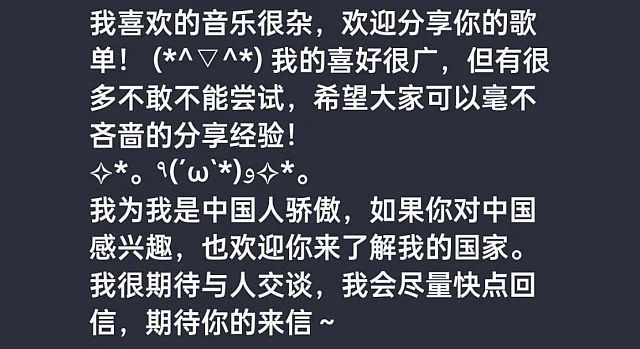 我喜欢的音乐很杂，欢迎分享你的歌
单！ (*^▽^*) 我的喜好很广，但有很
多不敢不能尝试，希望大家可以毫不
吝啬的分享经验！
✧*。٩(ˊωˋ*)و✧*。
我为我是中国人骄傲，如果你对中国
感兴趣，也欢迎你来了解我的国家。
我很期待与人交谈，我会尽量快点回
信，期待你的来信 ~